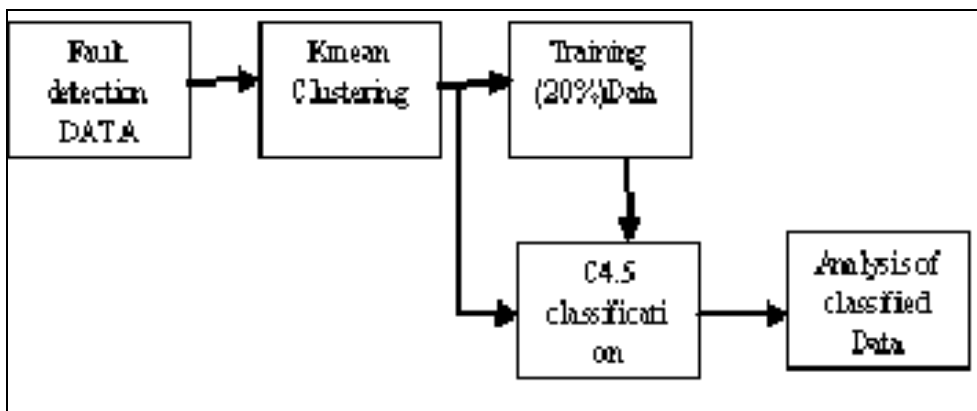 Fault
detection
DATA
Kmean
Clustering
Training
(20%)Data
C4.5
classificati
on
Analysis of
classified
Data